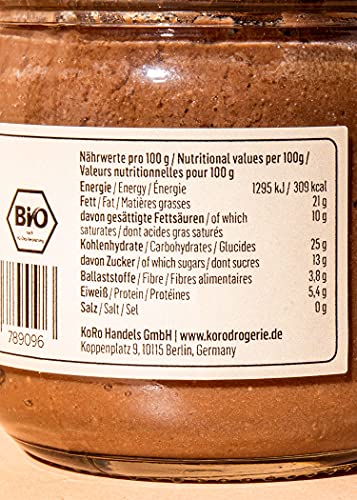 Nährwerte pro 100 g / Nutritional values per 100g /
Valeurs nutritionnelles pour 100 g
Energie / Energy / Énergie 1295 kJ / 309 kcal
Fett / Fat / Matières grasses 21 g
davon gesättigte Fettsäuren / of which 10 g
saturates / dont acides gras saturés
Kohlenhydrate / Carbohydrates / Glucides 25 g
davon Zucker / of which sugars / dont sucres 13 g
Ballaststoffe / Fibre / Fibres alimentaires 3,8 g
Eiweiß / Protein / Protéines 5,4 g
Salz / Salt / Sel 0 g
KoRo Handels GmbH | www.korodrogerie.de
Koppenplatz 9, 10115 Berlin, Germany
Bio
789096